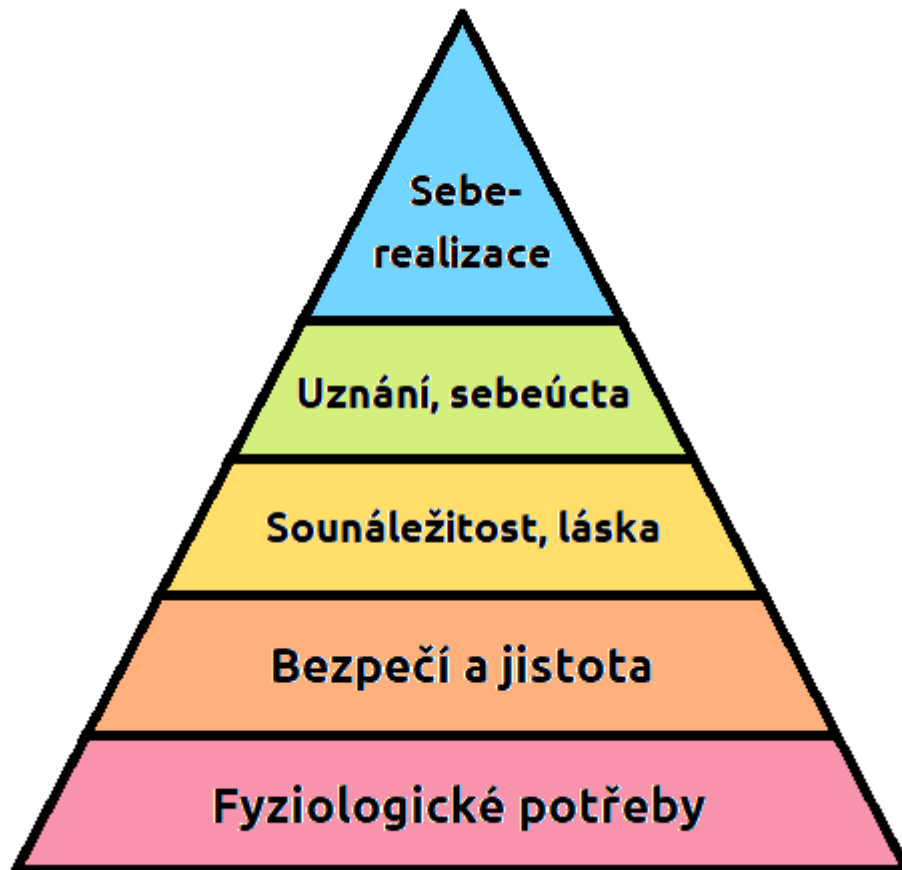 Sebe-
realizace
Uznání, sebeúcta
Sounáležitost, láska
Bezpečí a jistota
Fyziologické potřeby